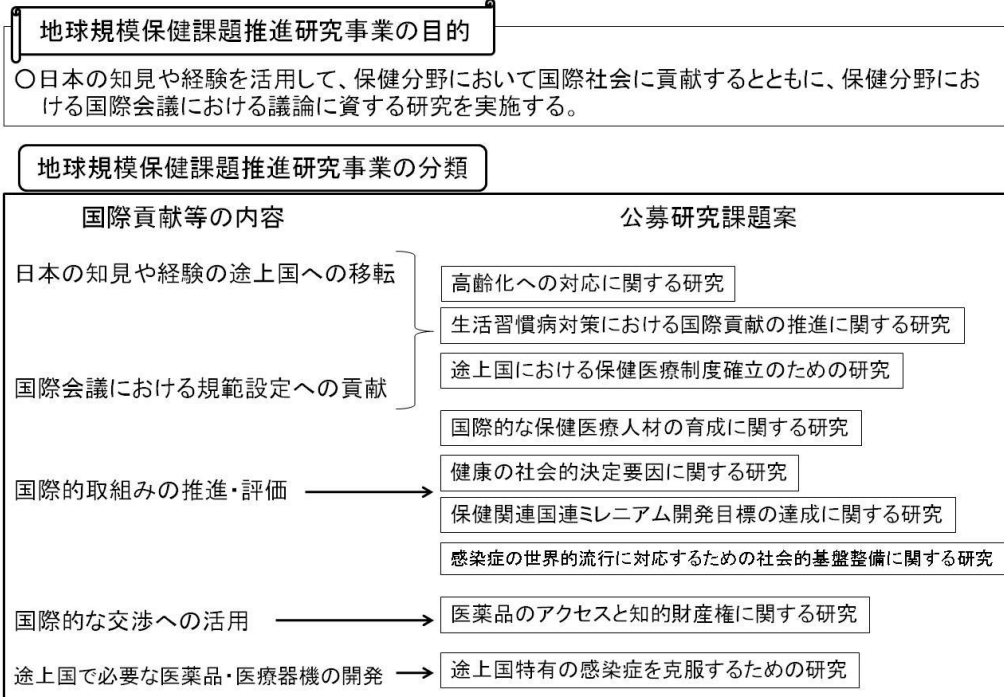 地球規模保健課題推進研究事業の目的
○日本の知見や経験を活用して、保健分野において国際社会に貢献するとともに、保健分野にお
ける国際会議における議論に資する研究を実施する。
地球規模保健課題推進研究事業の分類
国際貢献等の内容
公募研究課題案
日本の知見や経験の途上国への移転
国際会議における規範設定への貢献
高齢化への対応に関する研究
生活習慣病対策における国際貢献の推進に関する研究
途上国における保健医療制度確立のための研究
国際的取組みの推進・評価
国際的な保健医療人材の育成に関する研究
健康の社会的決定要因に関する研究
保健関連国連ミレニアム開発目標の達成に関する研究
感染症の世界的流行に対応するための社会的基盤整備に関する研究
国際的な交渉への活用
医薬品のアクセスと知的財産権に関する研究
途上国で必要な医薬品・医療器機の開発
途上国特有の感染症を克服するための研究